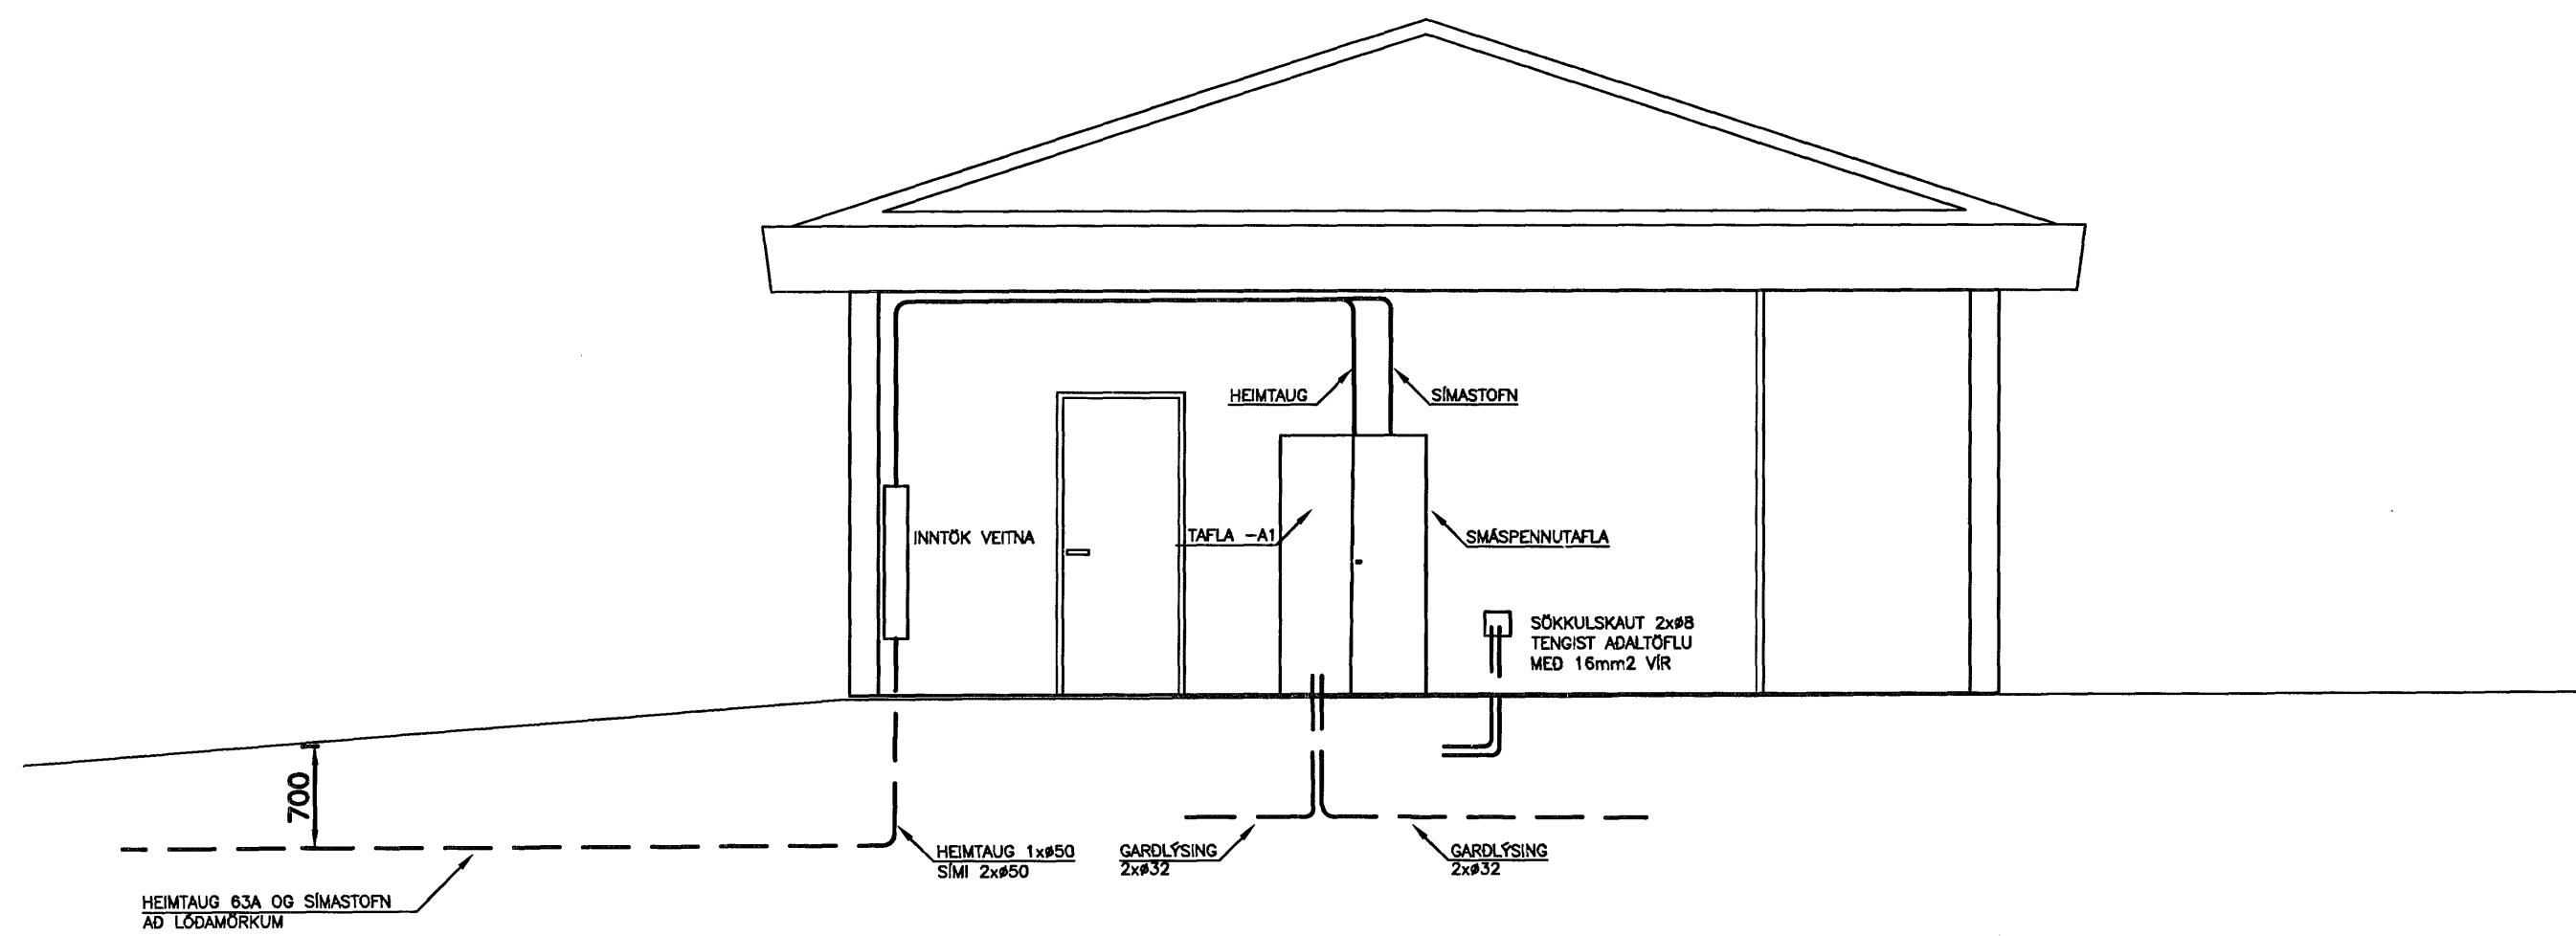 HEIMTAUG
SÍMASTOFN
INNTÖK VEITNA
TAFLA -A1
SMÁSPENNUTAFLA
SÖKKULSKAUT 2xø8
TENGIST AÐALTÖFLU
MEÐ 16mm2 VÍR
700
HEIMTAUG 1xø50
SÍMI 2xø50
GARÐLÝSING
2xø32
GARÐLÝSING
2xø32
HEIMTAUG 63A OG SÍMASTOFN
AÐ LÓÐAMÖRKUM